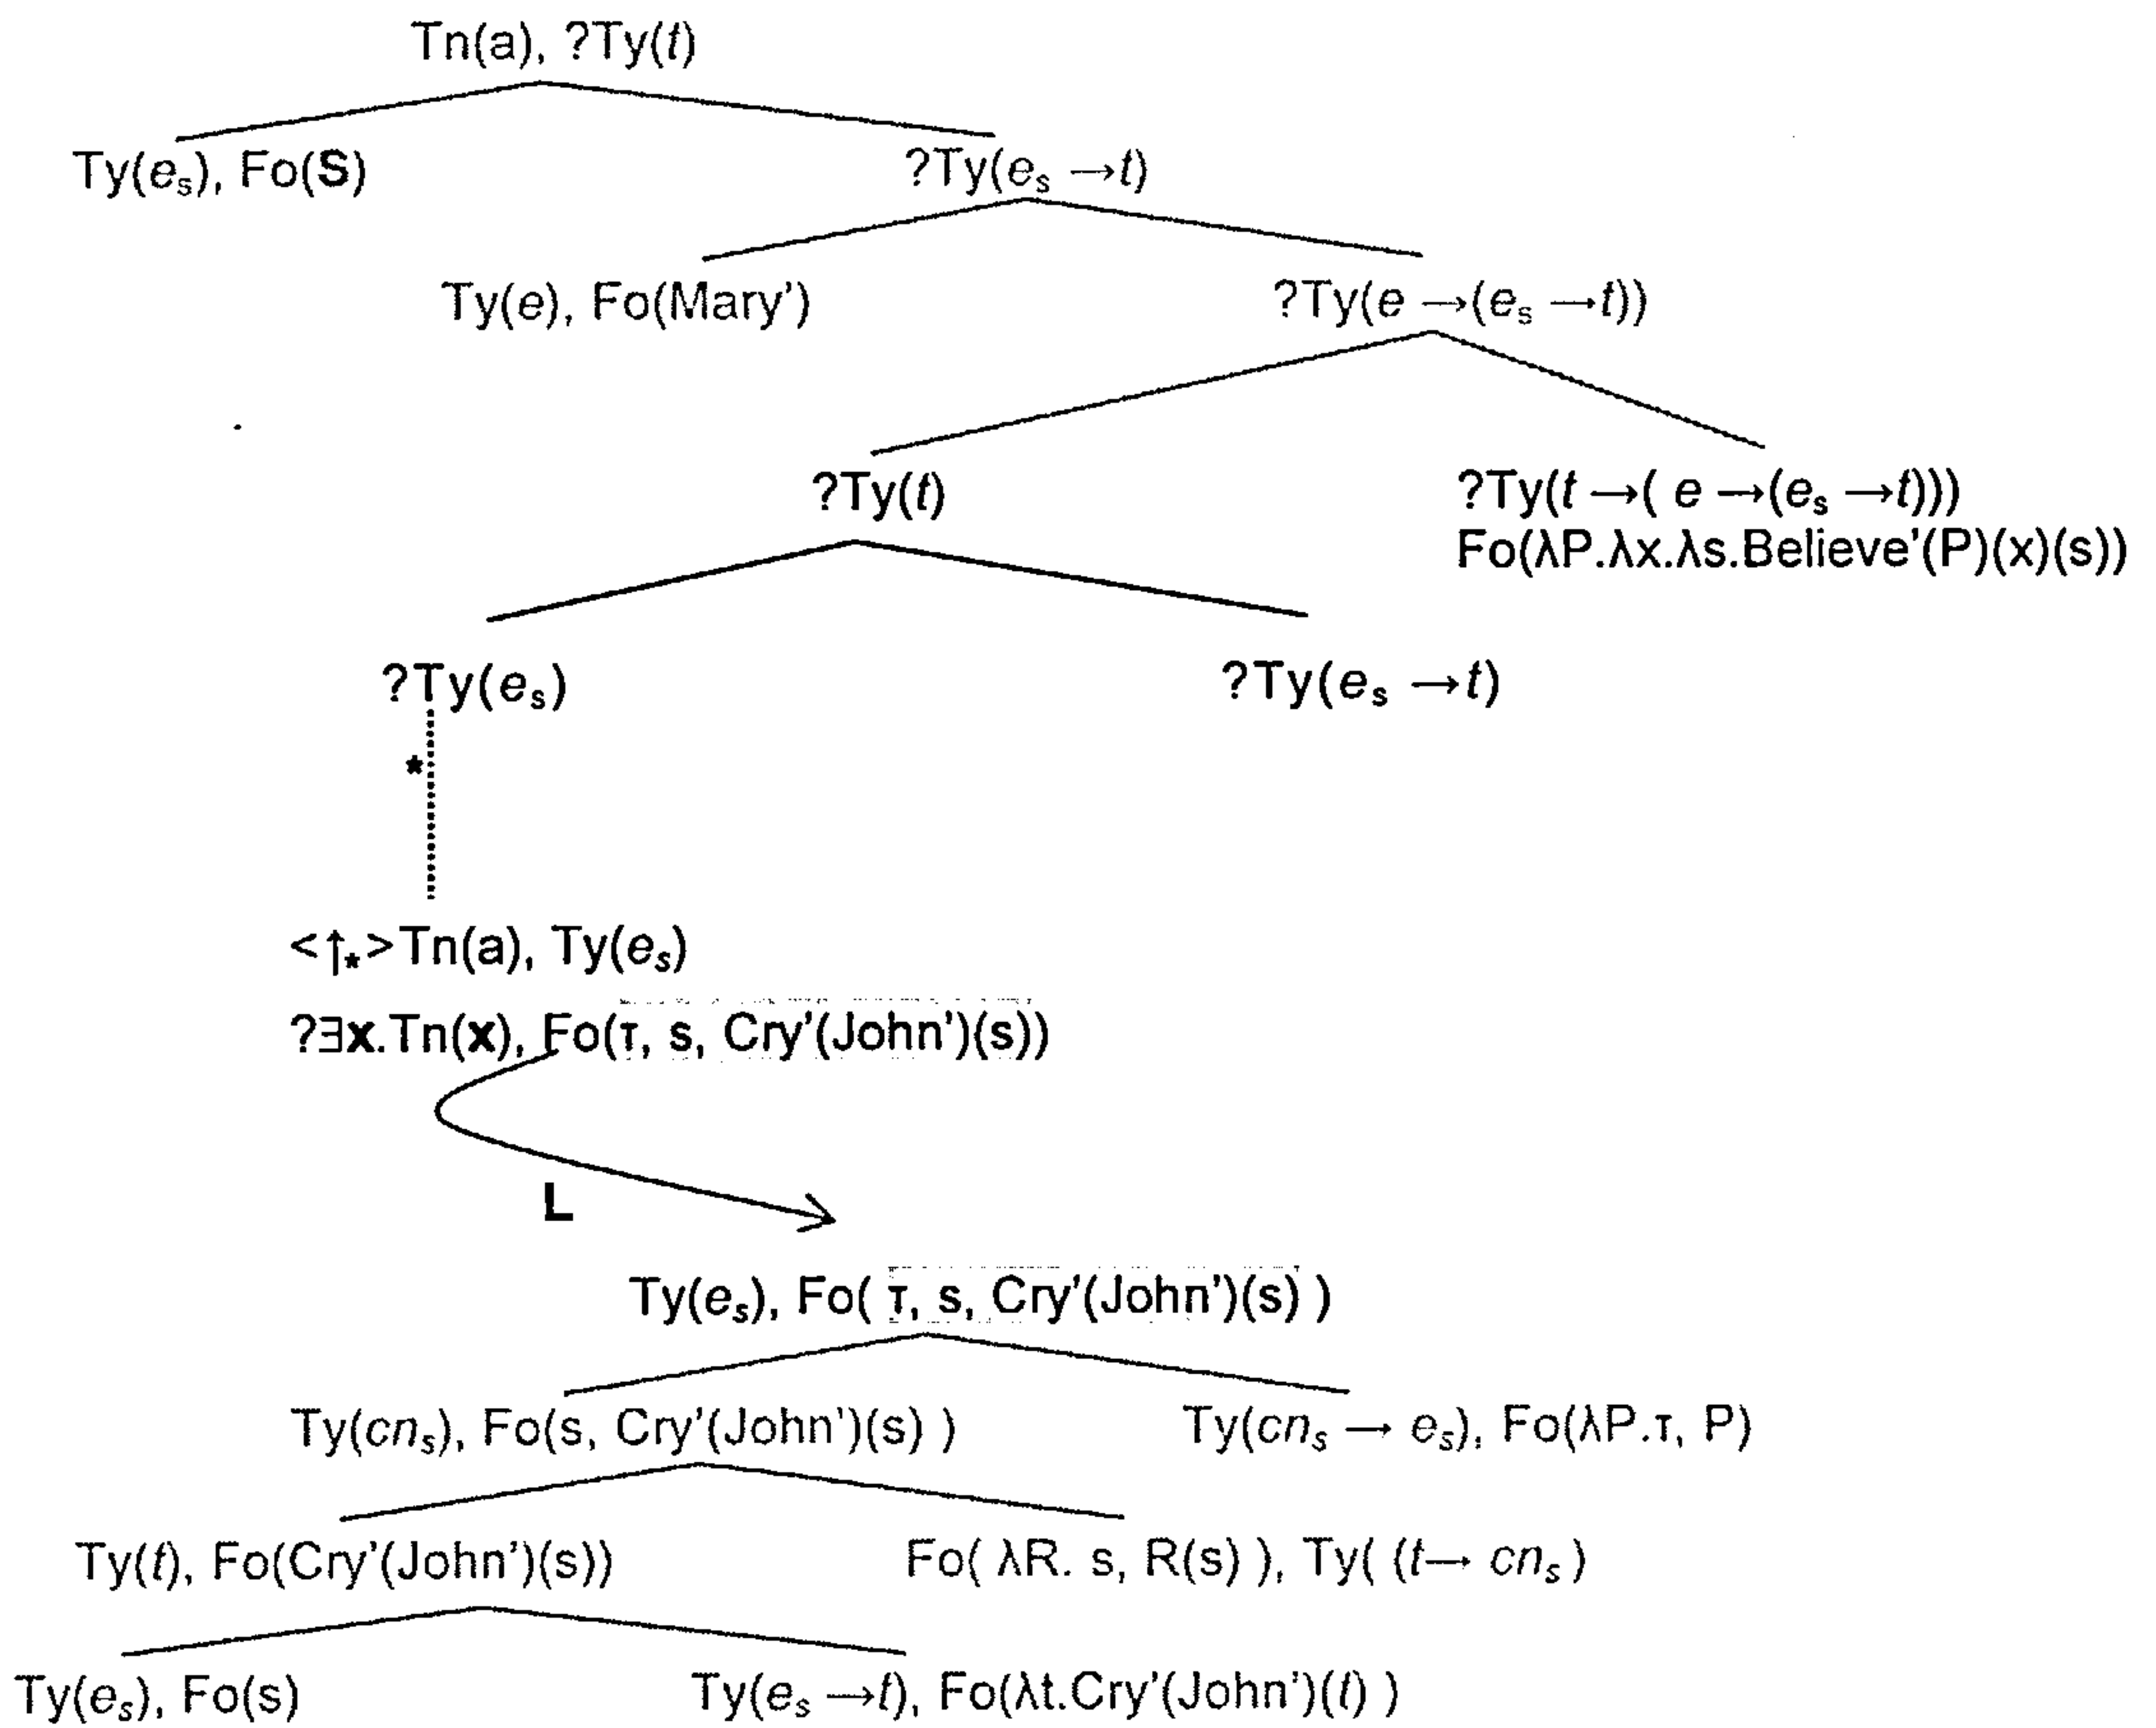 Tn(a), ?Ty(t)
Ty(eₛ), Fo(S)
?Ty(eₛ →t)
Ty(e), Fo(Mary’)
?Ty(e →(eₛ →t))
?Ty(t)
?Ty(t →( e →(eₛ →t)))
Fo(λP.λx.λs.Believe’(P)(x)(s))
?Ty(eₛ)
?Ty(eₛ →t)
*
<↑*>Tn(a), Ty(eₛ)
?∃x.Tn(x), Fo(τ, s, Cry’(John’)(s))
L
Ty(eₛ), Fo( τ, s, Cry’(John’)(s) )
Ty(cnₛ), Fo(s, Cry’(John’)(s) )
Ty(cnₛ → eₛ), Fo(λP.τ, P)
Ty(t), Fo(Cry’(John’)(s))
Fo( λR. s, R(s) ), Ty( (t→ cnₛ )
Ty(eₛ), Fo(s)
Ty(eₛ →t), Fo(λt.Cry’(John’)(t) )